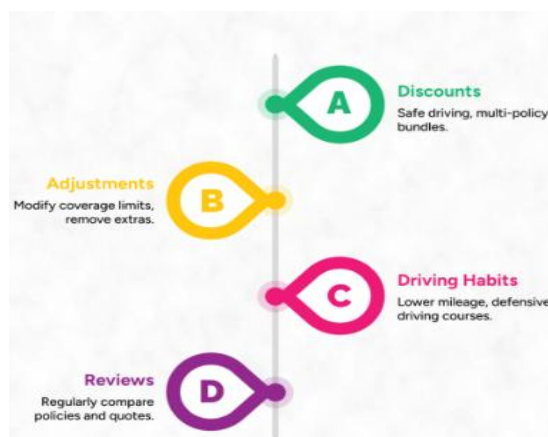 A
Discounts
Safe driving, multi-policy
bundles.
Adjustments
Modify coverage limits,
remove extras.
B
C
Driving Habits
Lower mileage, defensive
driving courses.
Reviews
Regularly compare
policies and quotes.
D